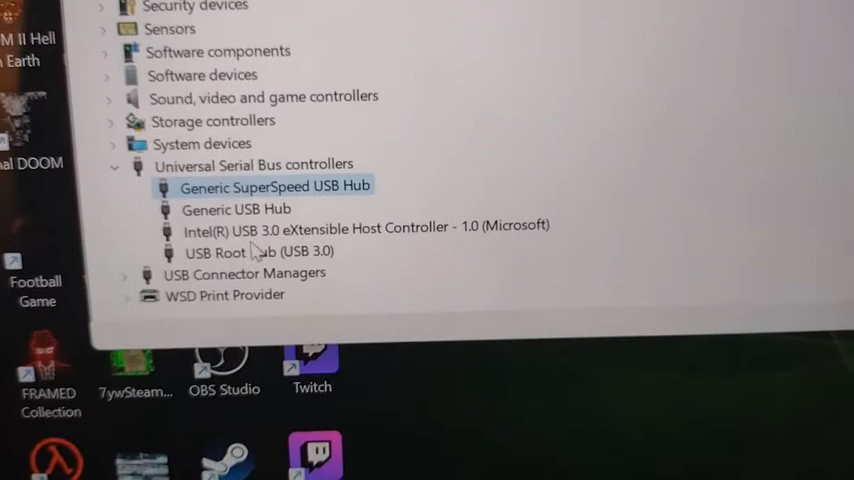 Security devices
Sensors
Software components
Software devices
Sound, video and game controllers
Storage controllers
System devices
Universal Serial Bus controllers
Generic SuperSpeed USB Hub
Generic USB Hub
Intel(R) USB 3.0 eXtensible Host Controller - 1.0 (Microsoft)
USB Root Hub (USB 3.0)
USB Connector Managers
WSD Print Provider
M II Hell
Earth
nal DOOM
Football
Game
FRAMED
Collection
7ywSteam...
OBS Studio
Twitch